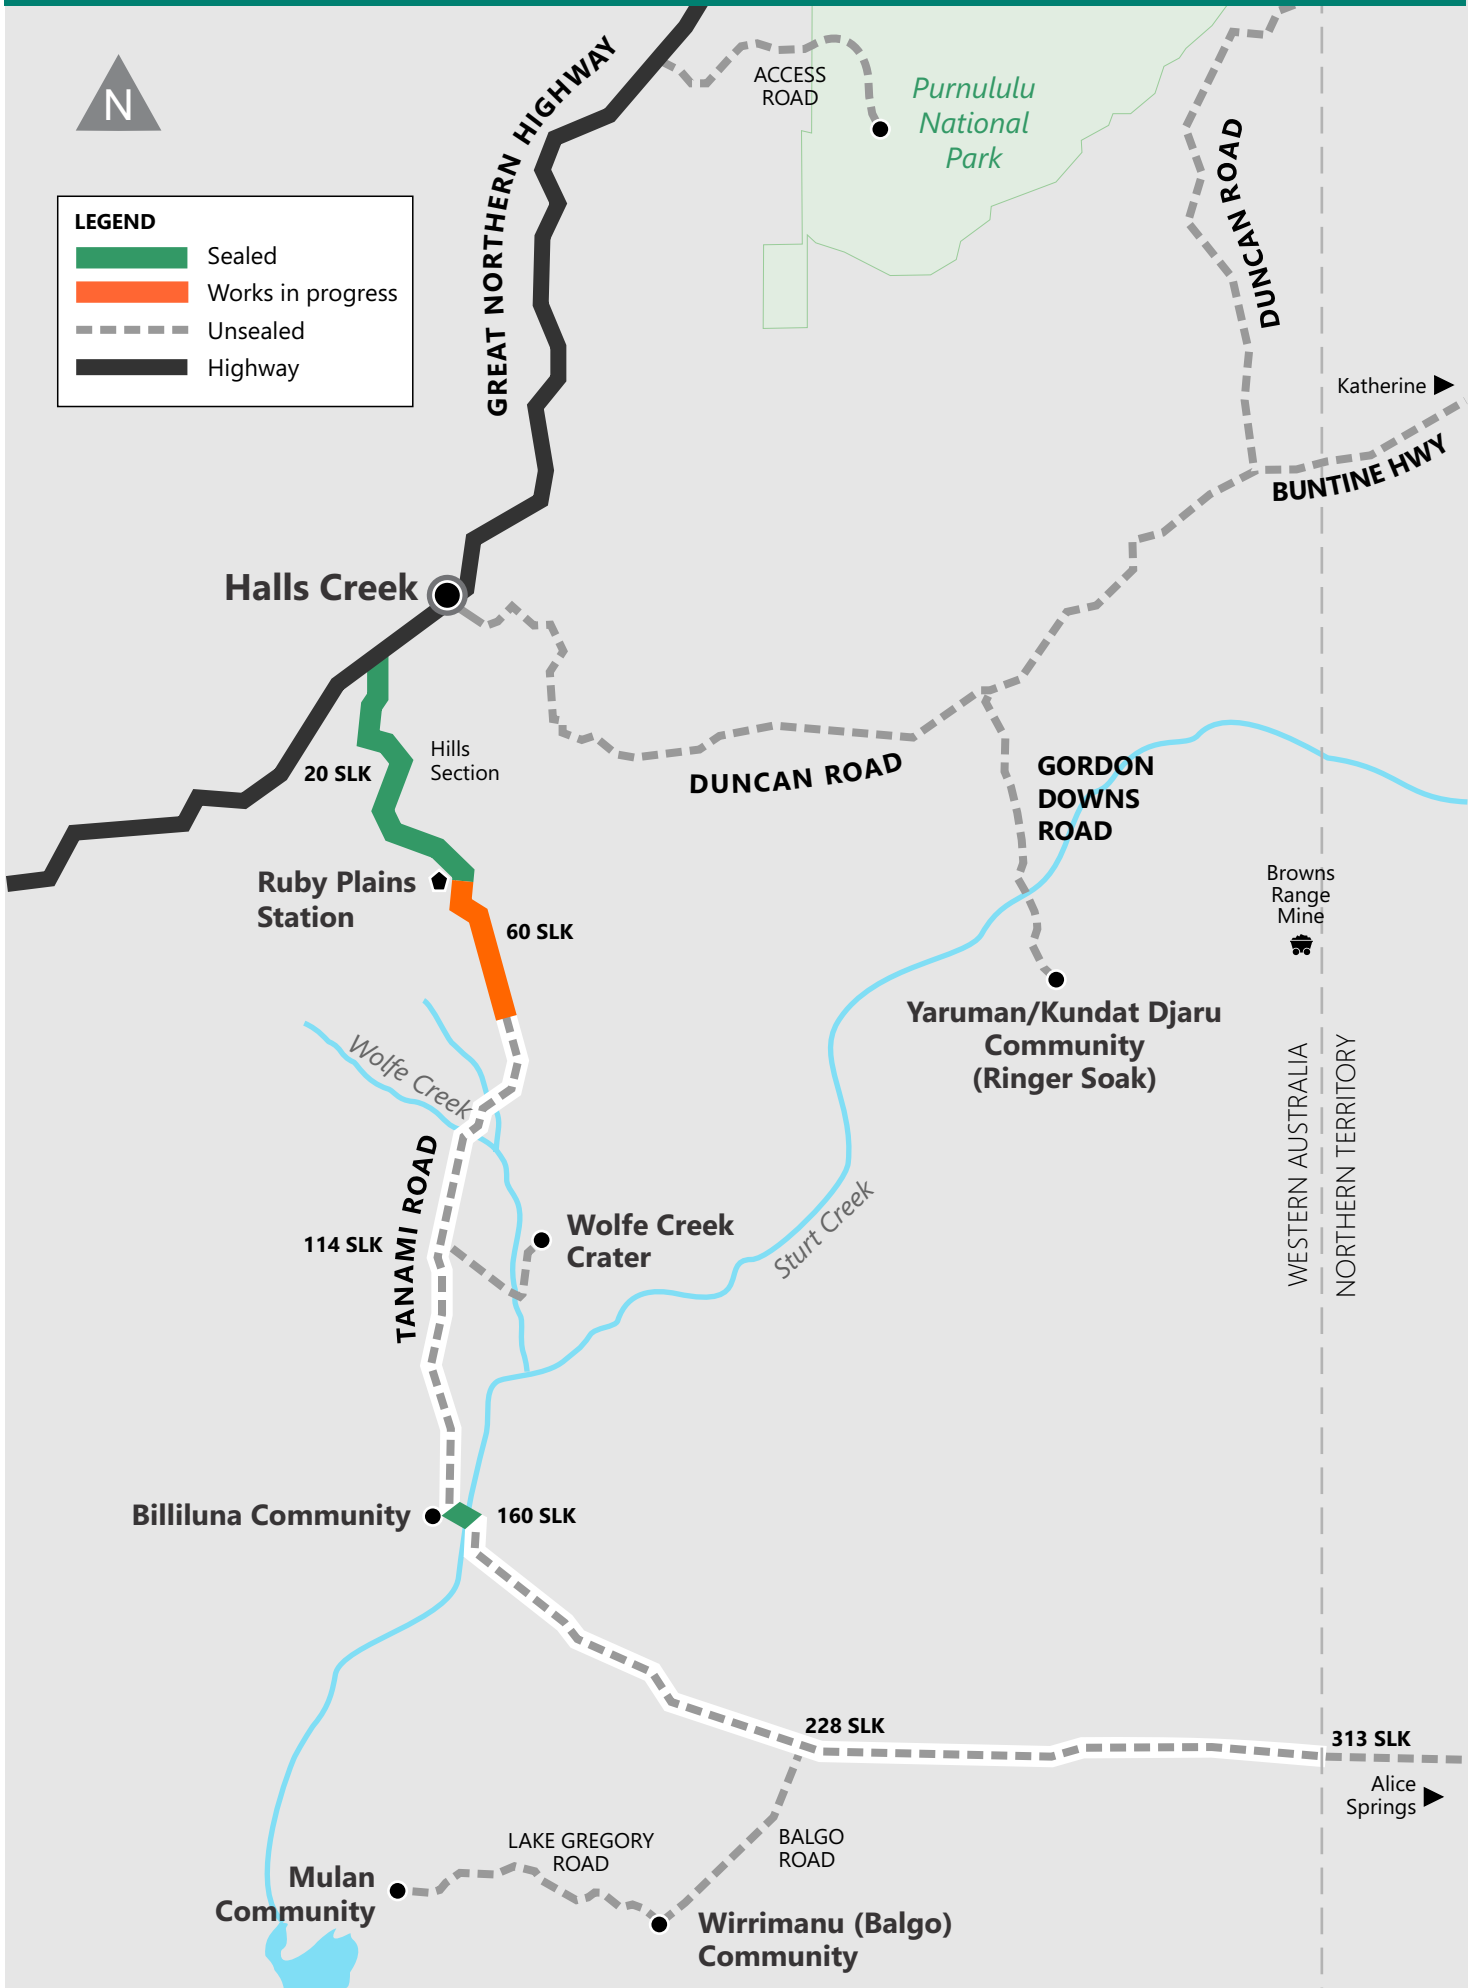 N
LEGEND
Sealed
Works in progress
Unsealed
Highway
GREAT NORTHERN HIGHWAY
ACCESS
ROAD
Purnululu
National
Park
DUNCAN ROAD
Katherine
BUNTINE HWY
Halls Creek
Hills
Section
20 SLK
DUNCAN ROAD
GORDON
DOWNS
ROAD
Ruby Plains
Station
60 SLK
Browns
Range
Mine
Yaruman/Kundat Djaru
Community
(Ringer Soak)
Wolfe Creek
TANAMI ROAD
114 SLK
Wolfe Creek
Crater
Sturt Creek
WESTERN AUSTRALIA
NORTHERN TERRITORY
Billiluna Community
160 SLK
228 SLK
313 SLK
Alice
Springs
LAKE GREGORY
ROAD
BALGO
ROAD
Mulan
Community
Wirrimanu (Balgo)
Community